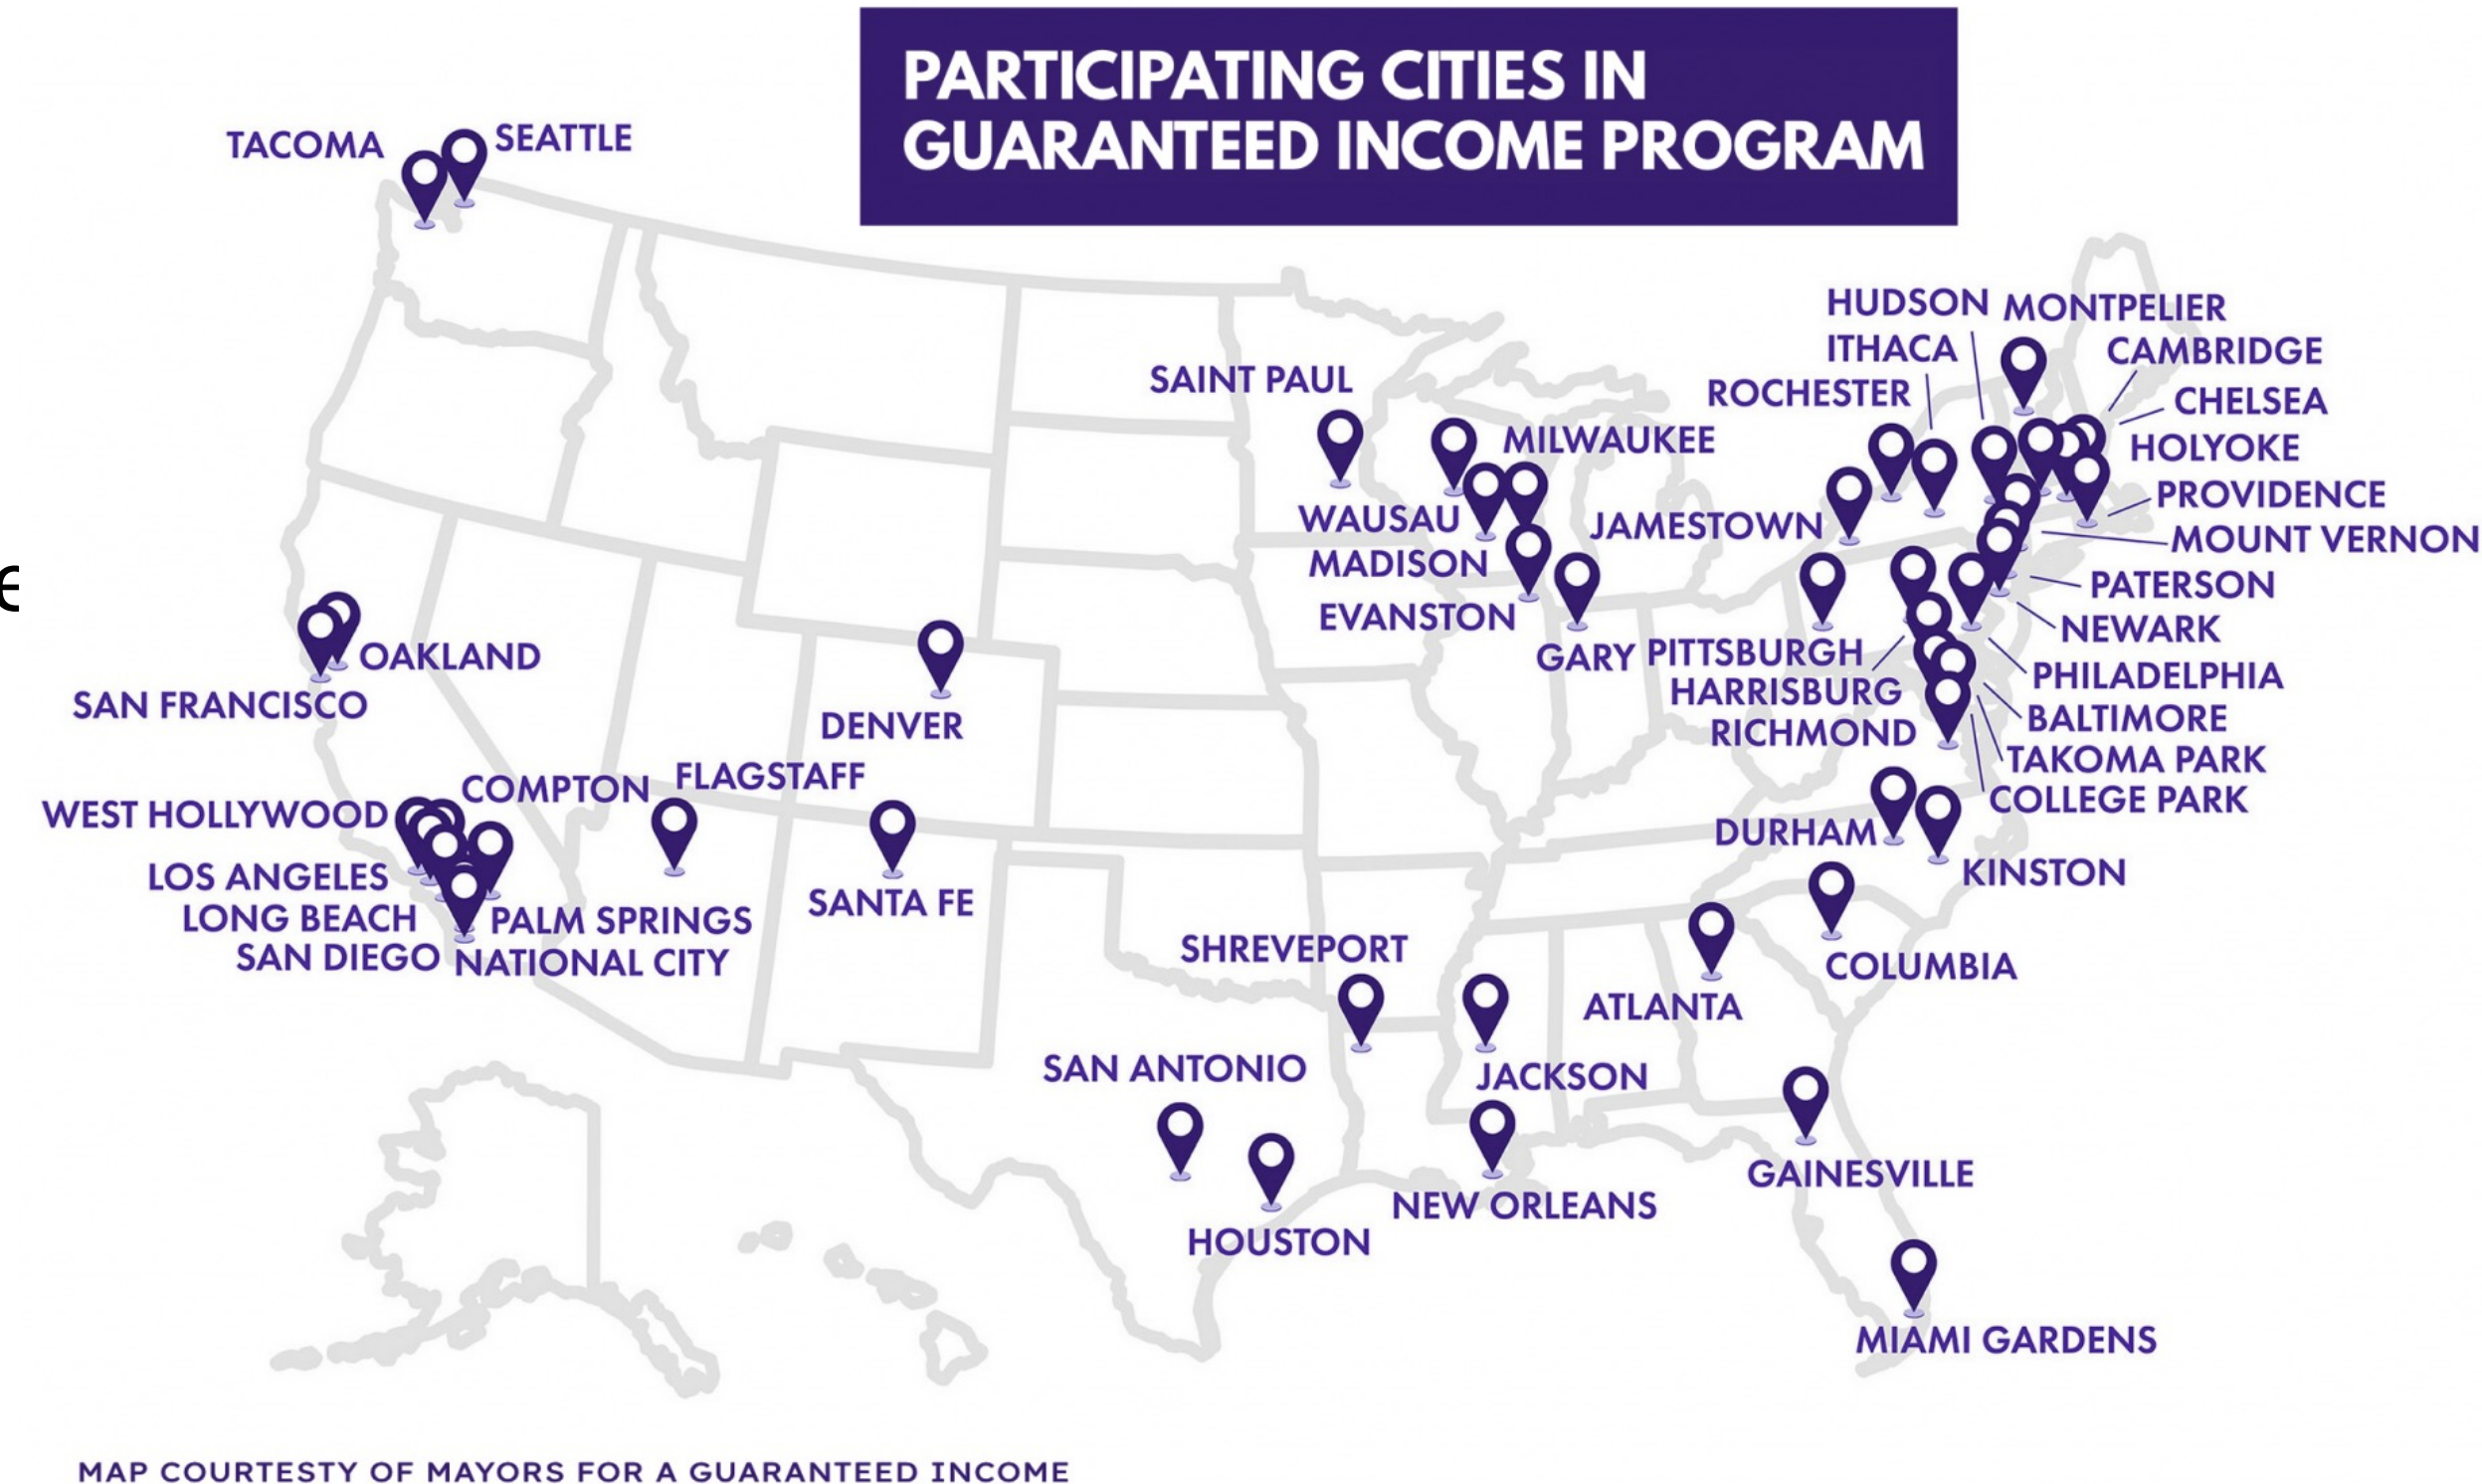 PARTICIPATING CITIES IN
GUARANTEED INCOME PROGRAM
TACOMA
SEATTLE
HUDSON
MONTPELIER
ITHACA
CAMBRIDGE
SAINT PAUL
ROCHESTER
CHELSEA
MILWAUKEE
HOLYOKE
PROVIDENCE
WAUSAU
JAMESTOWN
MOUNT VERNON
MADISON
PATERSON
e
EVANSTON
NEWARK
OAKLAND
GARY
PITTSBURGH
PHILADELPHIA
HARRISBURG
SAN FRANCISCO
BALTIMORE
DENVER
RICHMOND
TAKOMA PARK
FLAGSTAFF
COMPTON
COLLEGE PARK
WEST HOLLYWOOD
DURHAM
KINSTON
LOS ANGELES
SANTA FE
LONG BEACH
PALM SPRINGS
SHREVEPORT
SAN DIEGO
NATIONAL CITY
COLUMBIA
ATLANTA
SAN ANTONIO
JACKSON
GAINESVILLE
NEW ORLEANS
HOUSTON
MIAMI GARDENS
MAP COURTESTY OF MAYORS FOR A GUARANTEED INCOME